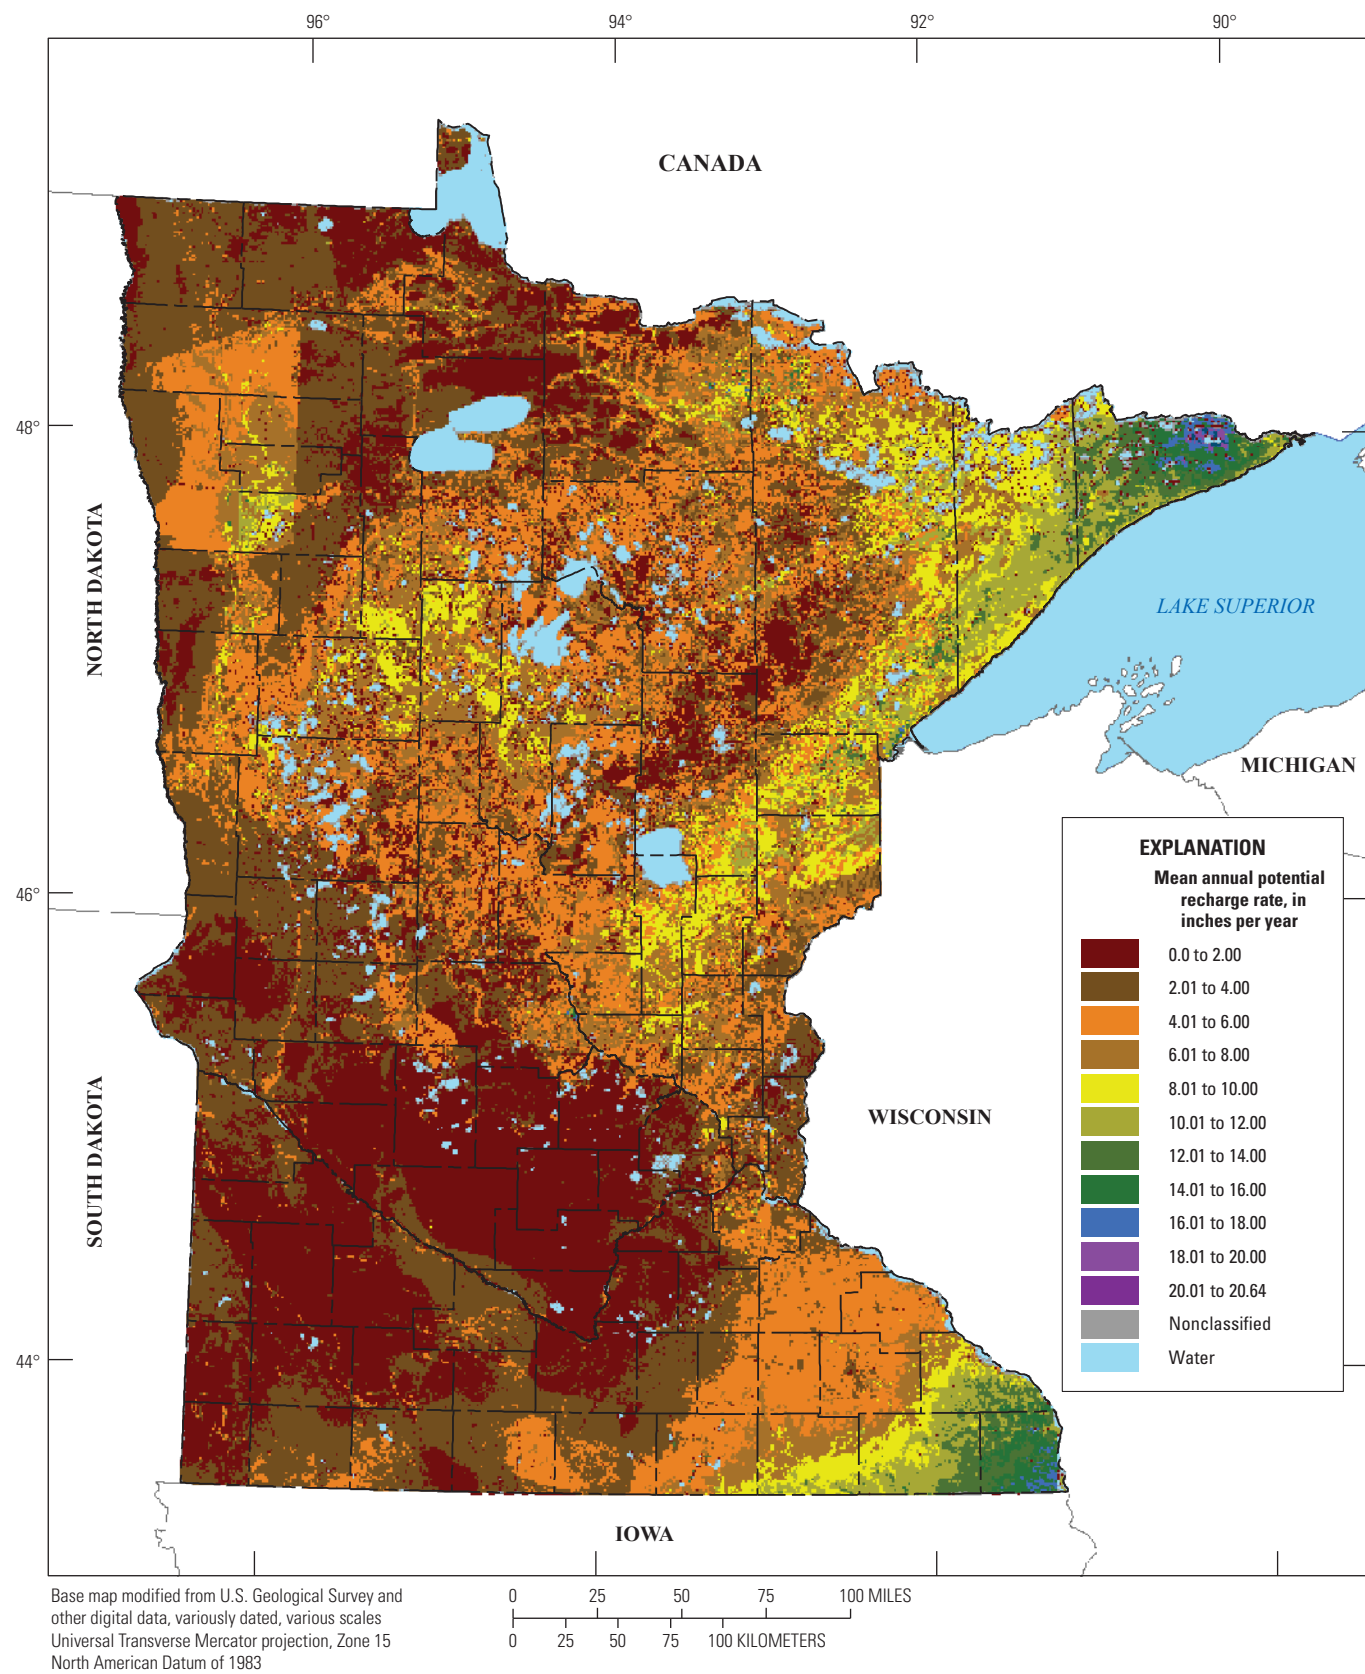 96°
94°
92°
90°
CANADA
48°
NORTH DAKOTA
LAKE SUPERIOR
MICHIGAN
46°
EXPLANATION
Mean annual potential
recharge rate, in
inches per year
0.0 to 2.00
2.01 to 4.00
4.01 to 6.00
6.01 to 8.00
8.01 to 10.00
10.01 to 12.00
12.01 to 14.00
14.01 to 16.00
16.01 to 18.00
18.01 to 20.00
20.01 to 20.64
Nonclassified
Water
SOUTH DAKOTA
WISCONSIN
44°
IOWA
Base map modified from U.S. Geological Survey and
other digital data, variously dated, various scales
Universal Transverse Mercator projection, Zone 15
North American Datum of 1983
0 25 50 75 100 MILES
0 25 50 75 100 KILOMETERS